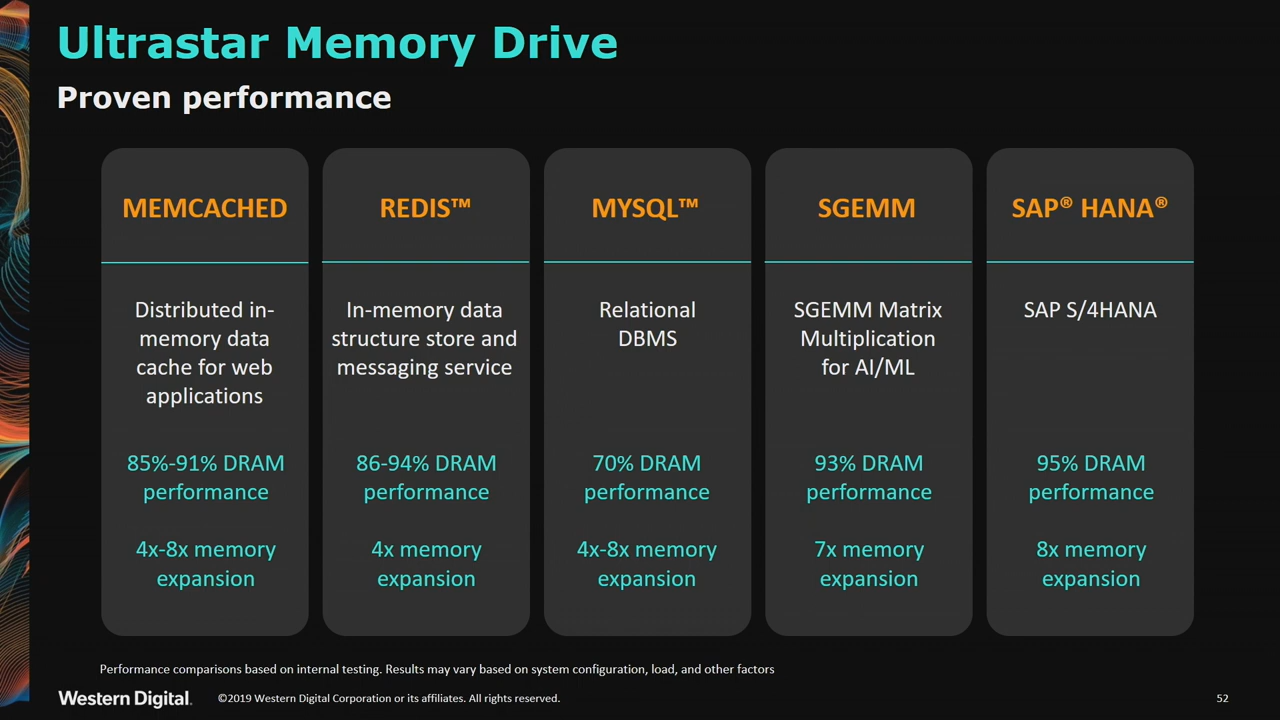 Ultrastar Memory Drive
Proven performance
MEMCACHED
Distributed in-
memory data
cache for web
applications
85%-91% DRAM
performance
4x-8x memory
expansion
REDIS™
In-memory data
structure store and
messaging service
86-94% DRAM
performance
4x memory
expansion
MYSQL™
Relational
DBMS
70% DRAM
performance
4x-8x memory
expansion
SGEMM
SGEMM Matrix
Multiplication
for AI/ML
93% DRAM
performance
7x memory
expansion
SAP® HANA®
SAP S/4HANA
95% DRAM
performance
8x memory
expansion
Performance comparisons based on internal testing. Results may vary based on system configuration, load, and other factors
Western Digital.
©2019 Western Digital Corporation or its affiliates. All rights reserved.
52